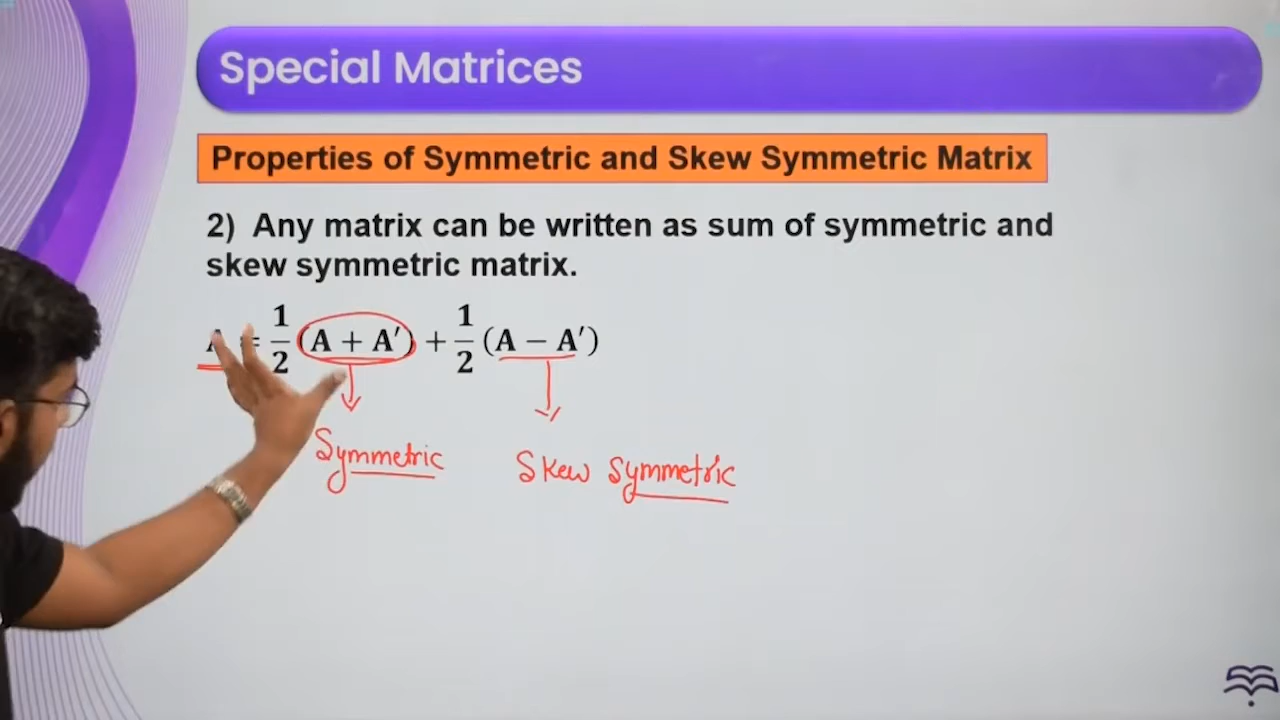 Special Matrices
Properties of Symmetric and Skew Symmetric Matrix
2) Any matrix can be written as sum of symmetric and
skew symmetric matrix.
A = 1/2 (A + A′) + 1/2 (A − A′)
Symmetric Skew Symmetric